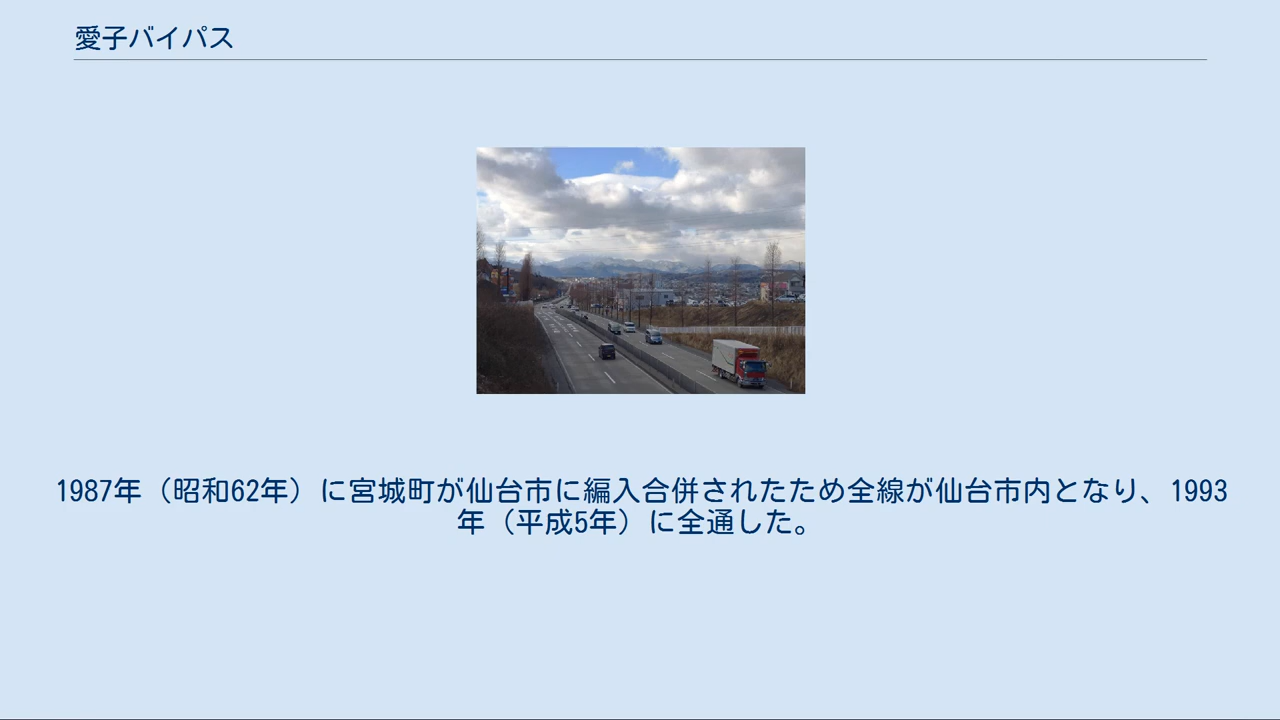 愛子バイパス
1987年（昭和62年）に宮城町が仙台市に編入合併されたため全線が仙台市内となり、1993
年（平成5年）に全通した。